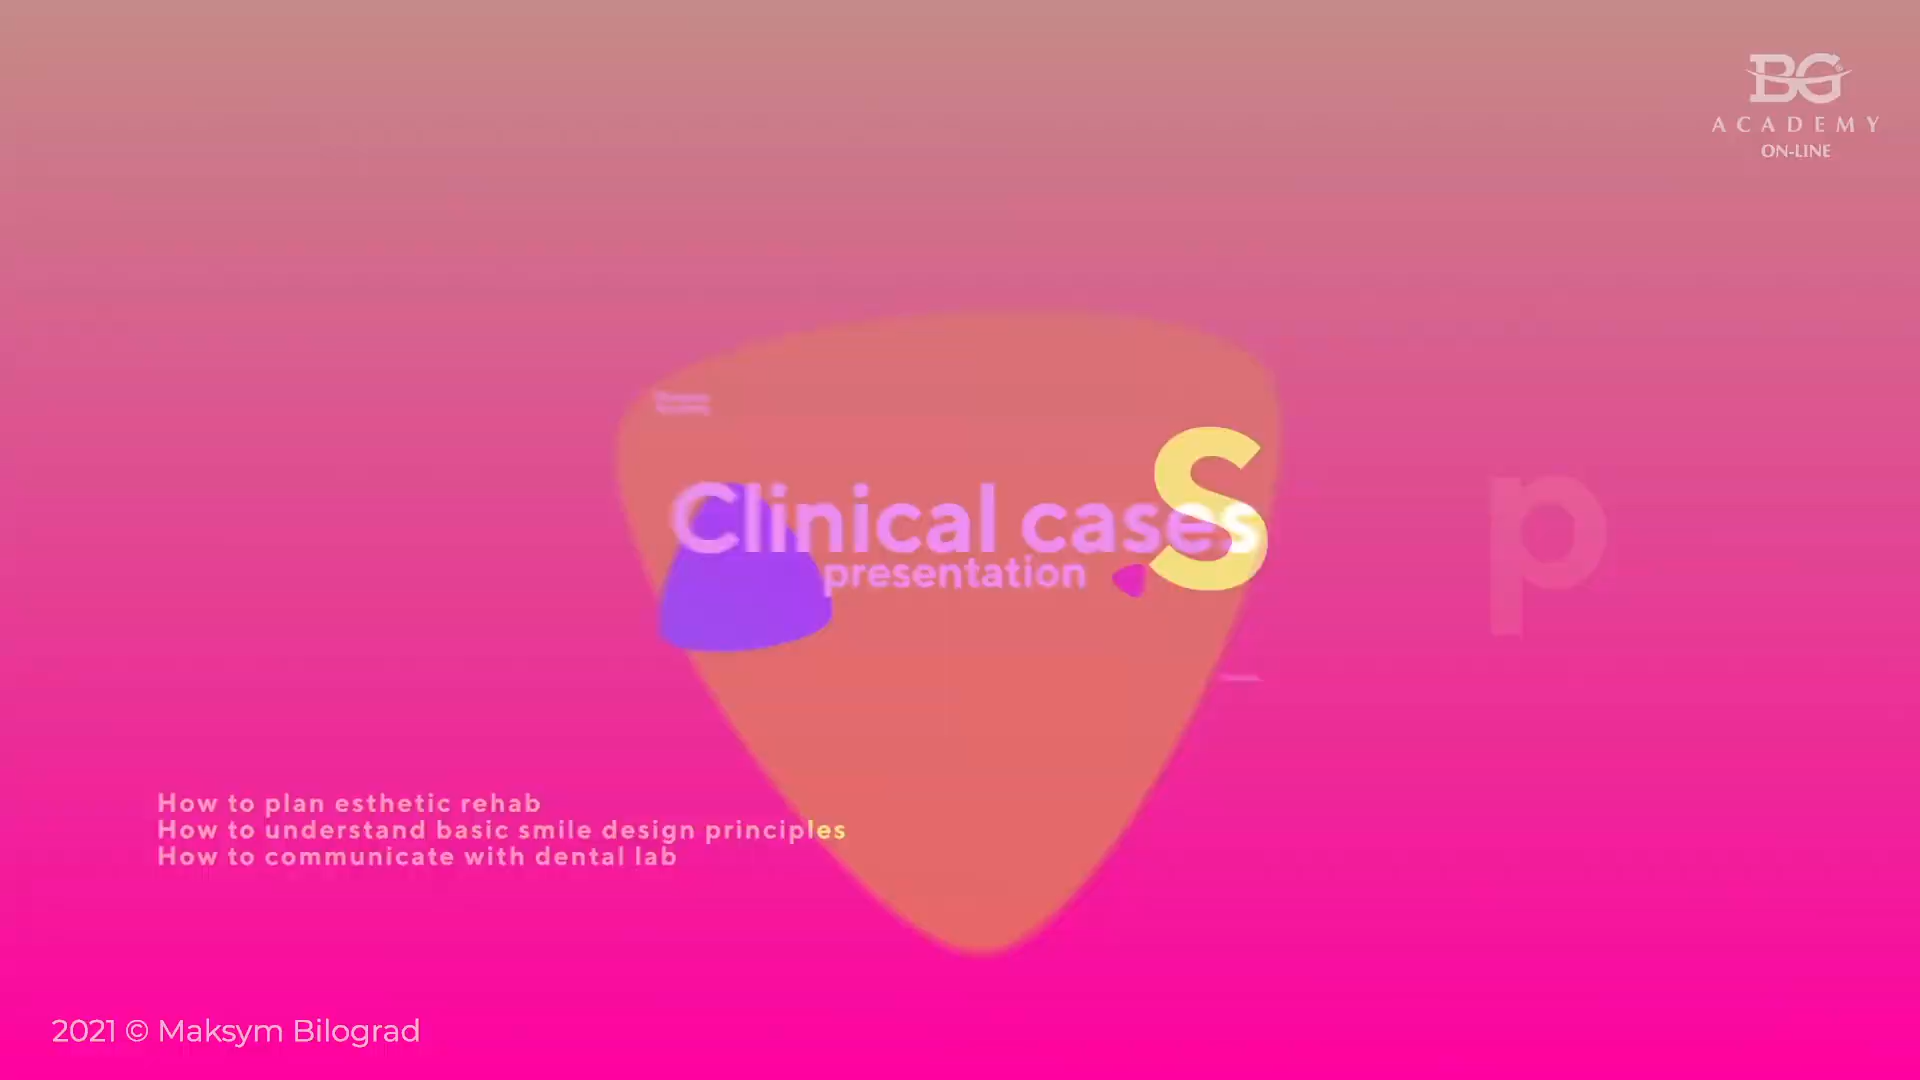 BG
ACADEMY
ON-LINE
Clinical cases
S
p
presentation
How to plan esthetic rehab
How to understand basic smile design principles
How to communicate with dental lab
2021 © Maksym Bilograd